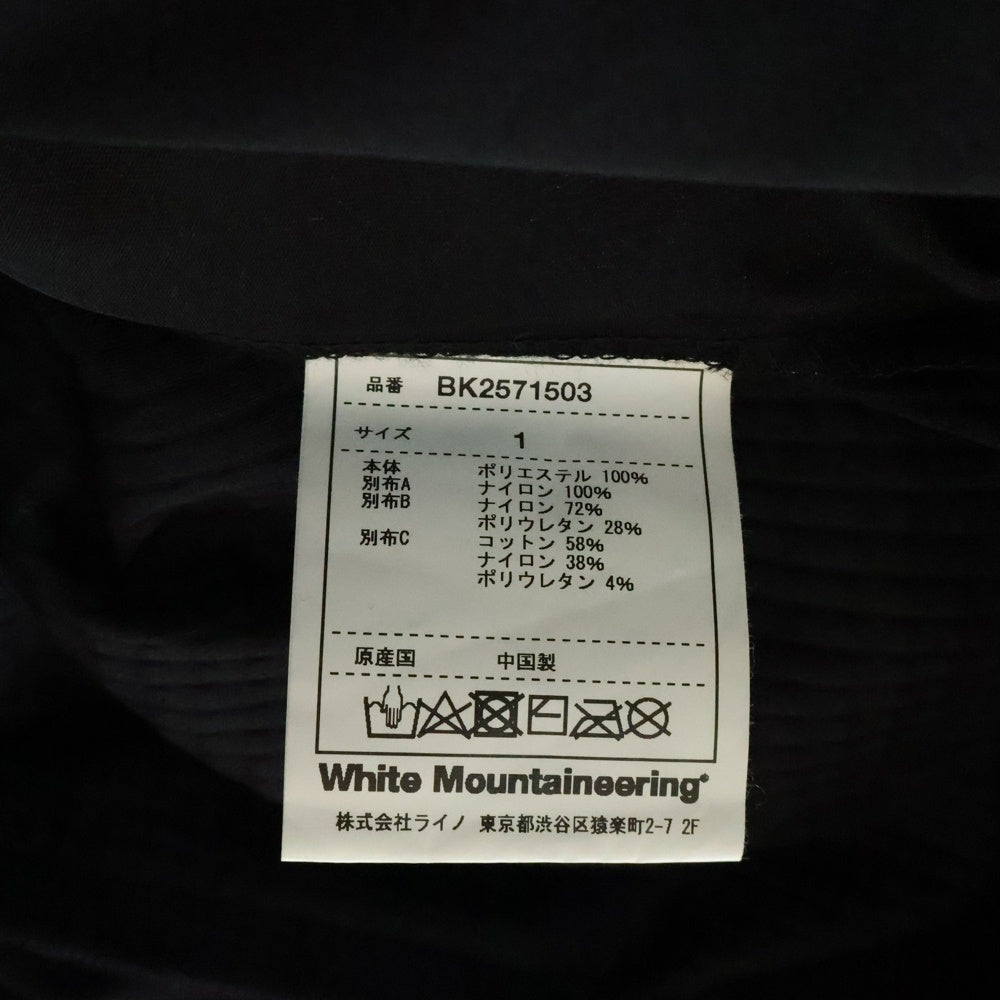 品番 BK2571503
サイズ 1
本体 ポリエステル 100%
別布A ナイロン 100%
別布B ナイロン 72%
ポリウレタン 28%
別布C コットン 58%
ナイロン 38%
ポリウレタン 4%
原産国 中国製
White Mountaineering
株式会社ライノ 東京都渋谷区猿楽町2-7 2F